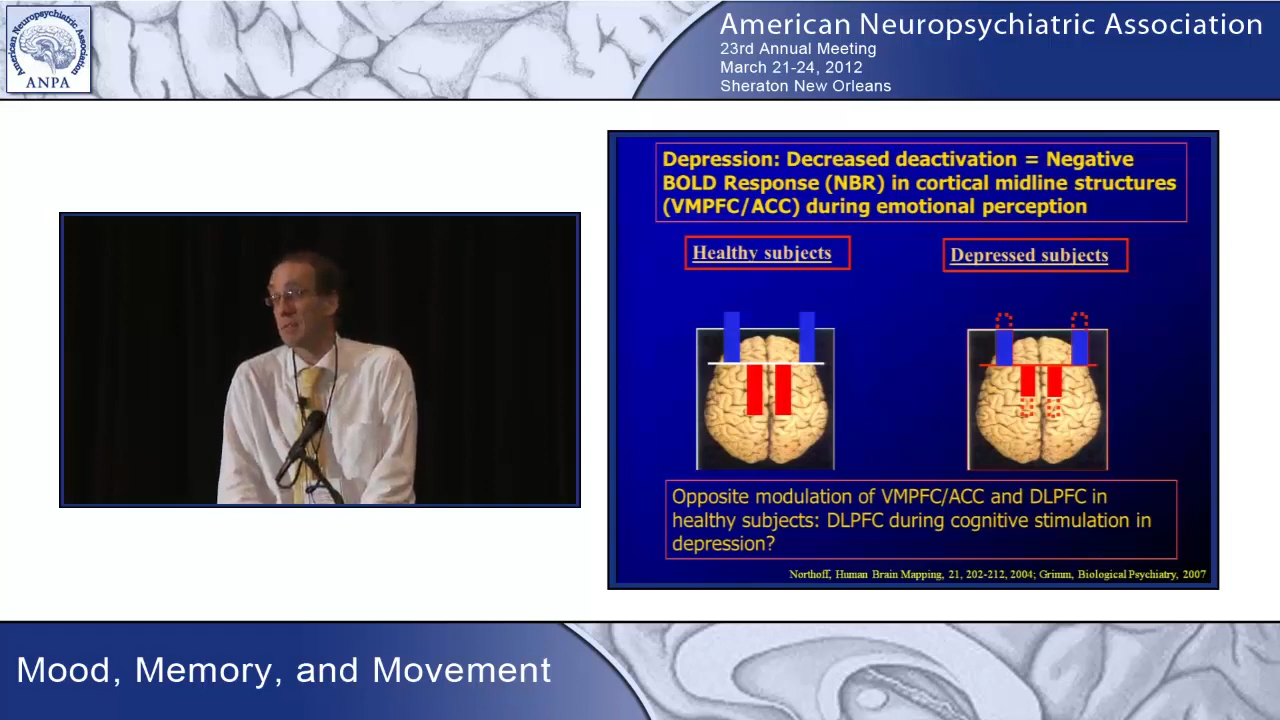 American Neuropsychiatric Association
ANPA
American Neuropsychiatric Association
23rd Annual Meeting
March 21-24, 2012
Sheraton New Orleans
Depression: Decreased deactivation = Negative
BOLD Response (NBR) in cortical midline structures
(VMPFC/ACC) during emotional perception
Healthy subjects
Depressed subjects
Opposite modulation of VMPFC/ACC and DLPFC in
healthy subjects: DLPFC during cognitive stimulation in
depression?
Northoff, Human Brain Mapping, 21, 202-212, 2004; Grimm, Biological Psychiatry, 2007
Mood, Memory, and Movement